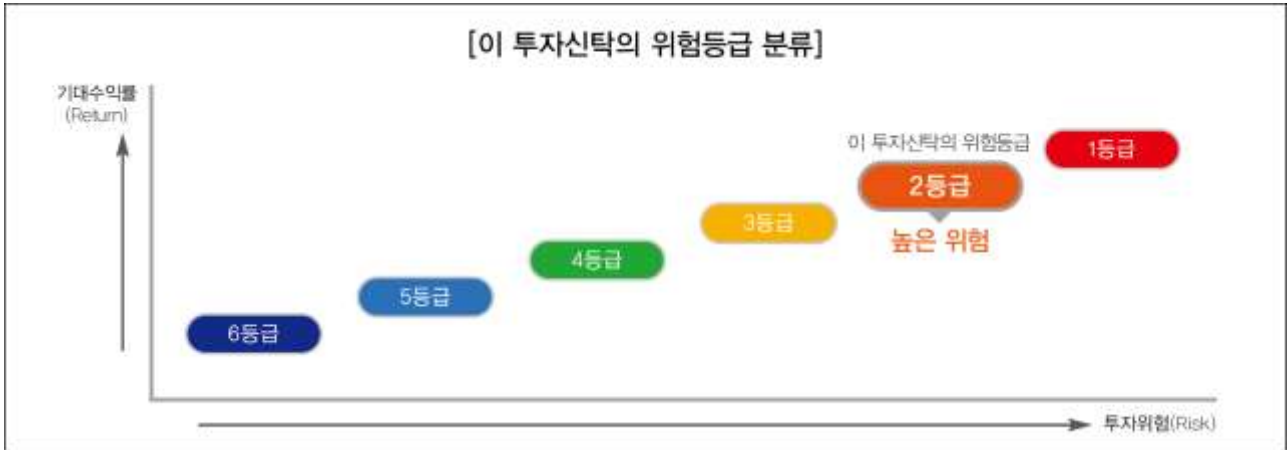 [이 투자신탁의 위험등급 분류]
기대수익률
(Return)
이 투자신탁의 위험등급
1등급
2등급
높은 위험
3등급
4등급
5등급
6등급
투자위험(Risk)